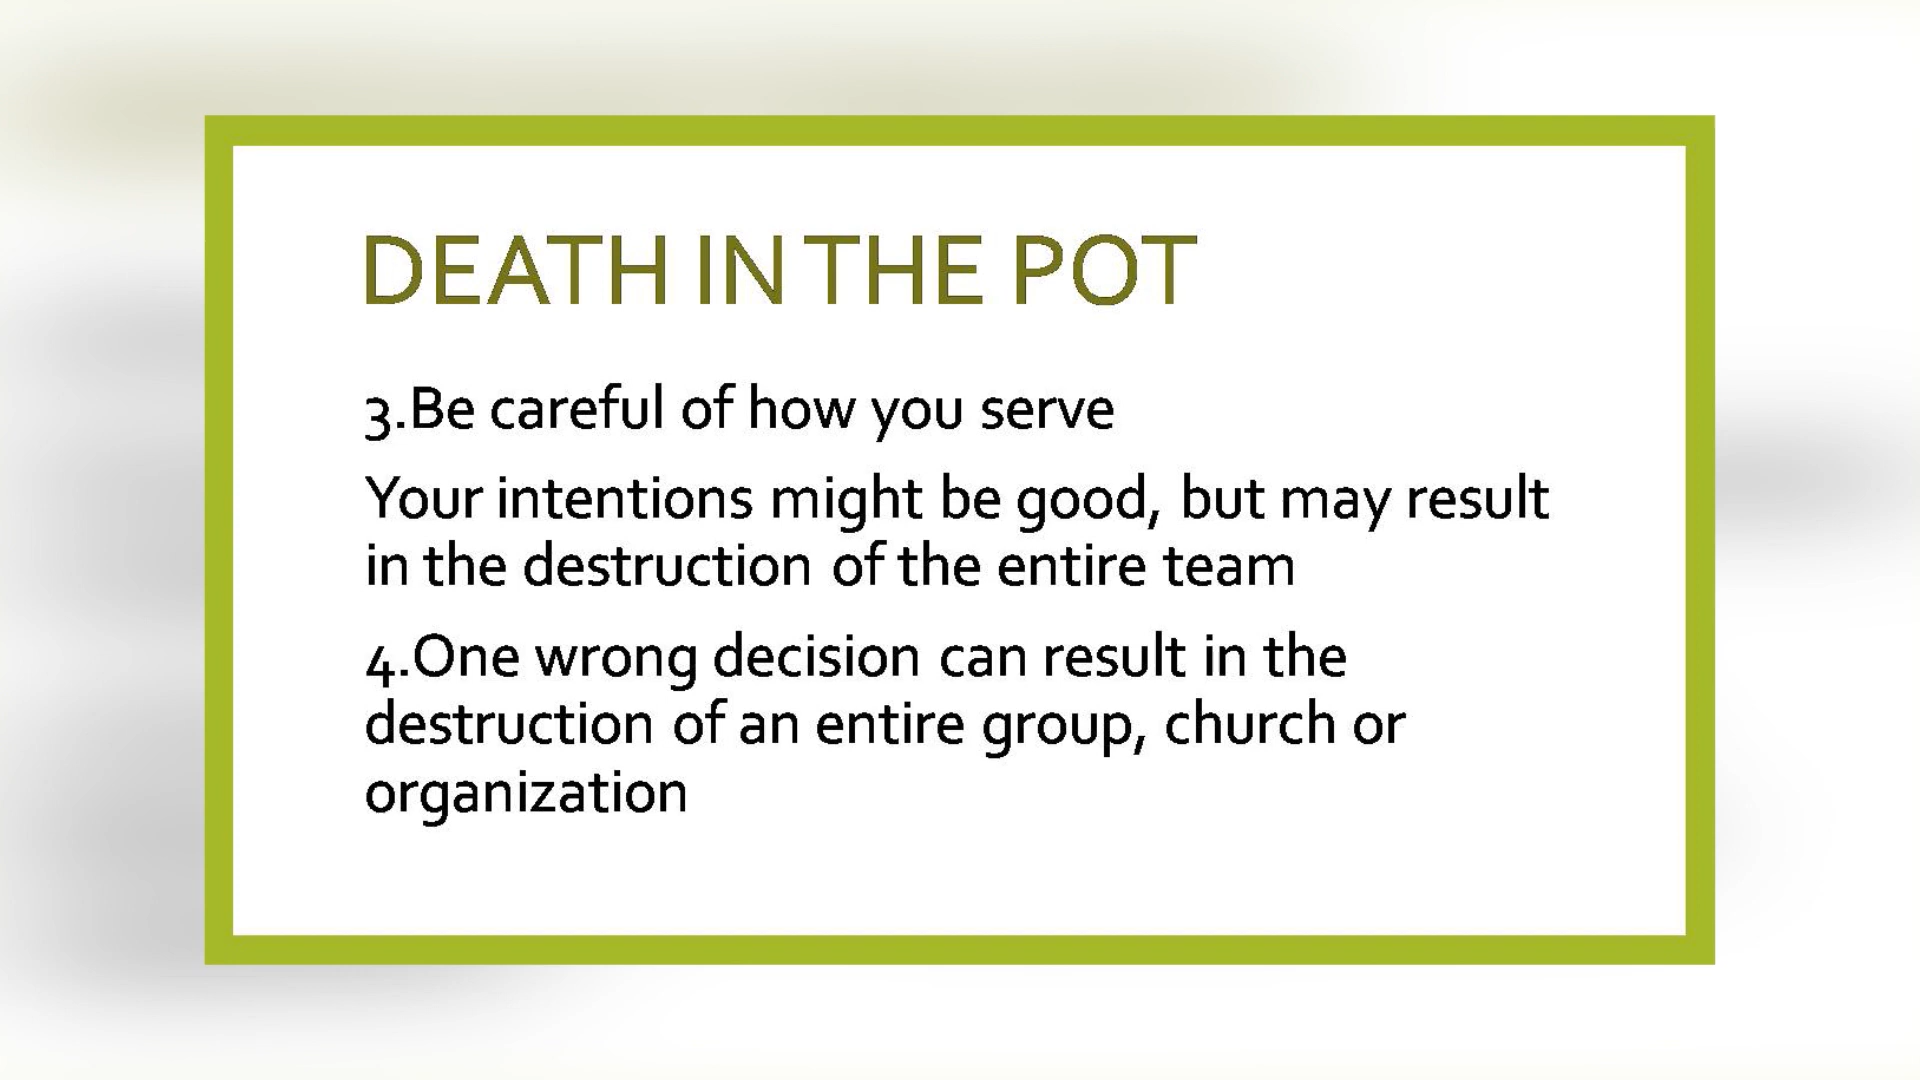 DEATH IN THE POT
3.Be careful of how you serve
Your intentions might be good, but may result
in the destruction of the entire team
4.One wrong decision can result in the
destruction of an entire group, church or
organization